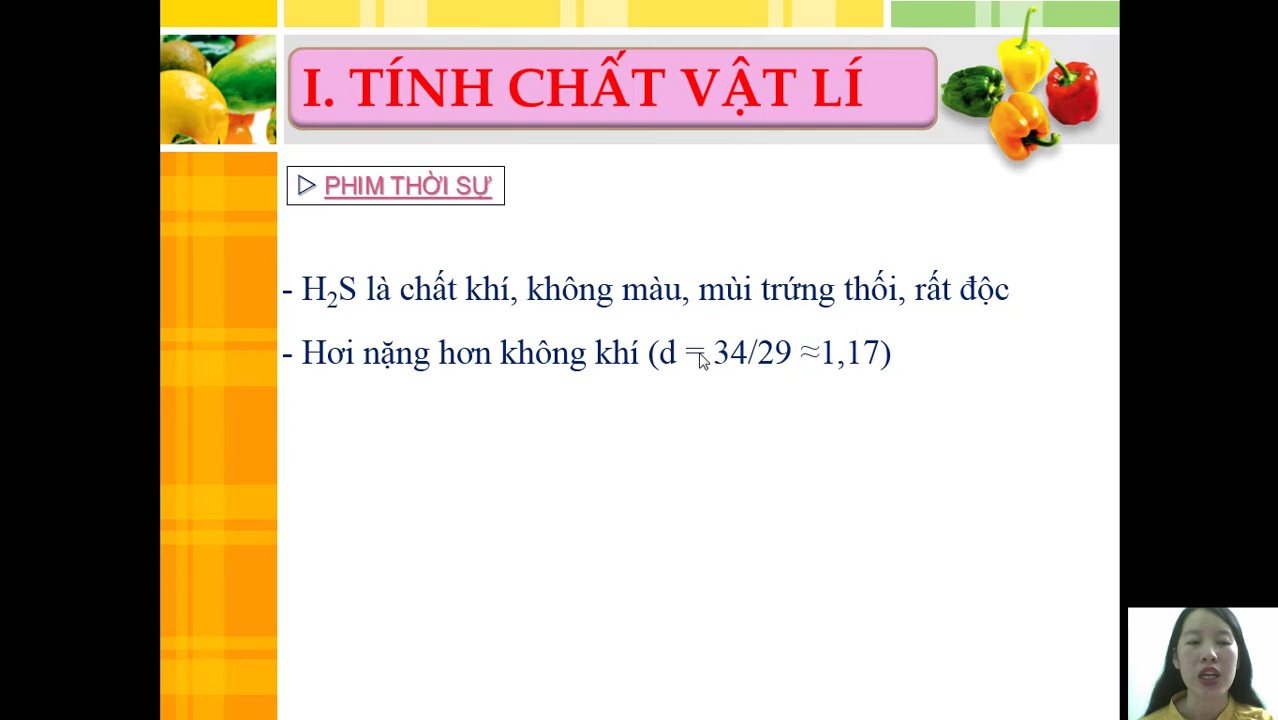 I. TÍNH CHẤT VẬT LÍ
PHIM THỜI SỰ
- H₂S là chất khí, không màu, mùi trứng thối, rất độc
- Hơi nặng hơn không khí (d = 34/29 ≈1,17)